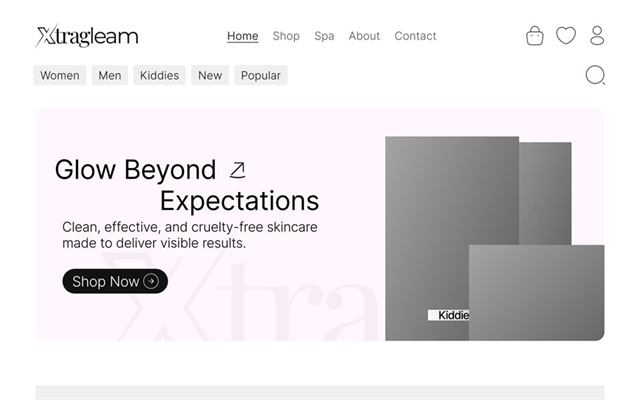 Xtragleam
Home Shop Spa About Contact
Women Men Kiddies New Popular
Glow Beyond
Expectations
Clean, effective, and cruelty-free skincare
made to deliver visible results.
Shop Now
Xtra
Kiddie